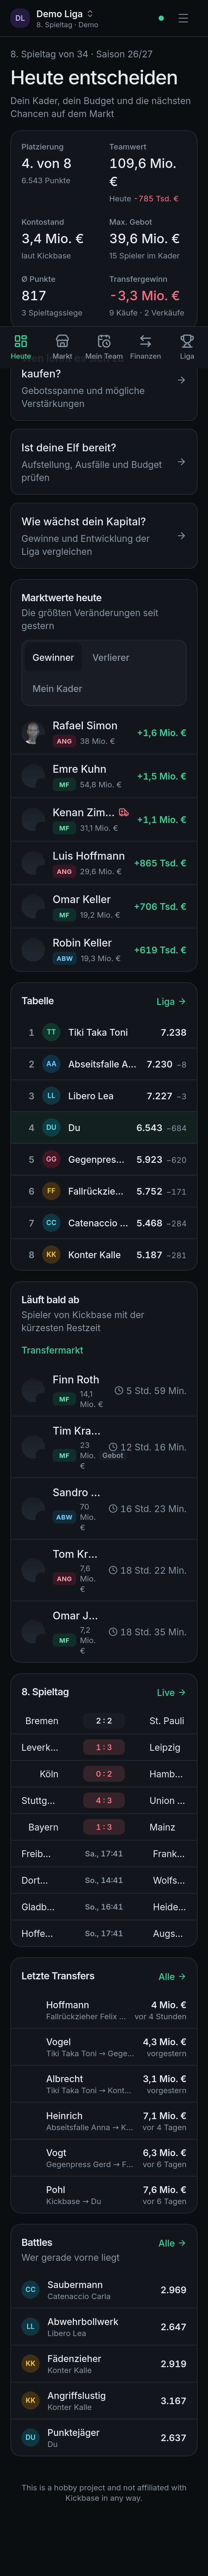 DL
Demo Liga
8. Spieltag · Demo
8. Spieltag von 34 · Saison 26/27
Heute entscheiden
Dein Kader, dein Budget und die nächsten
Chancen auf dem Markt
Platzierung
4. von 8
6.543 Punkte
Teamwert
109,6 Mio.
€
Heute -785 Tsd. €
Kontostand
3,4 Mio. €
laut Kickbase
Max. Gebot
39,6 Mio. €
15 Spieler im Kader
Ø Punkte
817
3 Spieltagssiege
Transfergewinn
-3,3 Mio. €
9 Käufe · 2 Verkäufe
Heute
Markt
Mein Team
Finanzen
Liga
kaufen?
Gebotsspanne und mögliche
Verstärkungen
Ist deine Elf bereit?
Aufstellung, Ausfälle und Budget
prüfen
Wie wächst dein Kapital?
Gewinne und Entwicklung der
Liga vergleichen
Marktwerte heute
Die größten Veränderungen seit
gestern
Gewinner
Verlierer
Mein Kader
Rafael Simon
ANG 38 Mio. €
+1,6 Mio. €
Emre Kuhn
MF 54,8 Mio. €
+1,5 Mio. €
Kenan Zim...
MF 31,1 Mio. €
+1,1 Mio. €
Luis Hoffmann
ANG 29,6 Mio. €
+865 Tsd. €
Omar Keller
MF 19,2 Mio. €
+706 Tsd. €
Robin Keller
ABW 19,3 Mio. €
+619 Tsd. €
Tabelle
Liga →
1 TT Tiki Taka Toni 7.238
2 AA Abseitsfalle A... 7.230 −8
3 LL Libero Lea 7.227 −3
4 DU Du 6.543 −684
5 GG Gegenpres... 5.923 −620
6 FF Fallrückzie... 5.752 −171
7 CC Catenaccio ... 5.468 −284
8 KK Konter Kalle 5.187 −281
Läuft bald ab
Spieler von Kickbase mit der
kürzesten Restzeit
Transfermarkt
Finn Roth
MF 14,1 Mio. €
5 Std. 59 Min.
Tim Kra...
MF 23 Mio. € Gebot
12 Std. 16 Min.
Sandro ...
ABW 70 Mio. €
16 Std. 23 Min.
Tom Kr...
ANG 7,6 Mio. €
18 Std. 22 Min.
Omar J...
MF 7,2 Mio. €
18 Std. 35 Min.
8. Spieltag
Live →
Bremen 2 : 2 St. Pauli
Leverk... 1 : 3 Leipzig
Köln 0 : 2 Hamb...
Stuttg... 4 : 3 Union ...
Bayern 1 : 3 Mainz
Freib... Sa., 17:41 Frank...
Dort... So., 14:41 Wolfs...
Gladb... So., 16:41 Heide...
Hoffe... So., 17:41 Augs...
Letzte Transfers
Alle →
Hoffmann 4 Mio. €
Fallrückzieher Felix ... vor 4 Stunden
Vogel 4,3 Mio. €
Tiki Taka Toni → Gege... vorgestern
Albrecht 3,1 Mio. €
Tiki Taka Toni → Kont... vorgestern
Heinrich 7,1 Mio. €
Abseitsfalle Anna → K... vor 4 Tagen
Vogt 6,3 Mio. €
Gegenpress Gerd → F... vor 6 Tagen
Pohl 7,6 Mio. €
Kickbase → Du vor 6 Tagen
Battles
Alle →
Wer gerade vorne liegt
CC Saubermann 2.969
Catenaccio Carla
LL Abwehrbollwerk 2.647
Libero Lea
KK Fädenzieher 2.919
Konter Kalle
KK Angriffslustig 3.167
Konter Kalle
DU Punktejäger 2.637
Du
This is a hobby project and not affiliated with
Kickbase in any way.